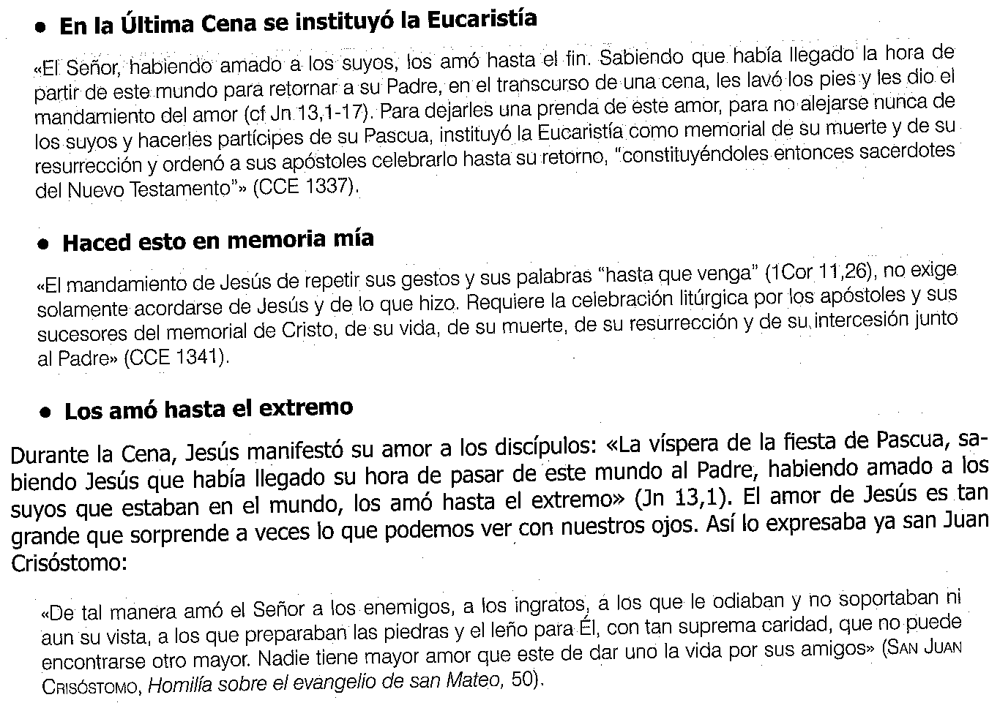 • En la Última Cena se instituyó la Eucaristía
«El Señor, habiendo amado a los suyos, los amó hasta el fin. Sabiendo que había llegado la hora de
partir de este mundo para retornar a su Padre, en el transcurso de una cena, les lavó los pies y les dio el
mandamiento del amor (cf Jn 13,1-17). Para dejarles una prenda de este amor, para no alejarse nunca de
los suyos y hacerles partícipes de su Pascua, instituyó la Eucaristía como memorial de su muerte y de su
resurrección y ordenó a sus apóstoles celebrarlo hasta su retorno, "constituyéndoles entonces sacerdotes
del Nuevo Testamento"» (CCE 1337).
• Haced esto en memoria mía
«El mandamiento de Jesús de repetir sus gestos y sus palabras "hasta que venga" (1Cor 11,26), no exige
solamente acordarse de Jesús y de lo que hizo. Requiere la celebración litúrgica por los apóstoles y sus
sucesores del memorial de Cristo, de su vida, de su muerte, de su resurrección y de su intercesión junto
al Padre» (CCE 1341).
• Los amó hasta el extremo
Durante la Cena, Jesús manifestó su amor a los discípulos: «La víspera de la fiesta de Pascua, sa-
biendo Jesús que había llegado su hora de pasar de este mundo al Padre, habiendo amado a los
suyos que estaban en el mundo, los amó hasta el extremo» (Jn 13,1). El amor de Jesús es tan
grande que sorprende a veces lo que podemos ver con nuestros ojos. Así lo expresaba ya san Juan
Crisóstomo:
«De tal manera amó el Señor a los enemigos, a los ingratos, a los que le odiaban y no soportaban ni
aun su vista, a los que preparaban las piedras y el leño para Él, con tan suprema caridad, que no puede
encontrarse otro mayor. Nadie tiene mayor amor que este de dar uno la vida por sus amigos» (SAN JUAN
CRISÓSTOMO, Homilía sobre el evangelio de san Mateo, 50).